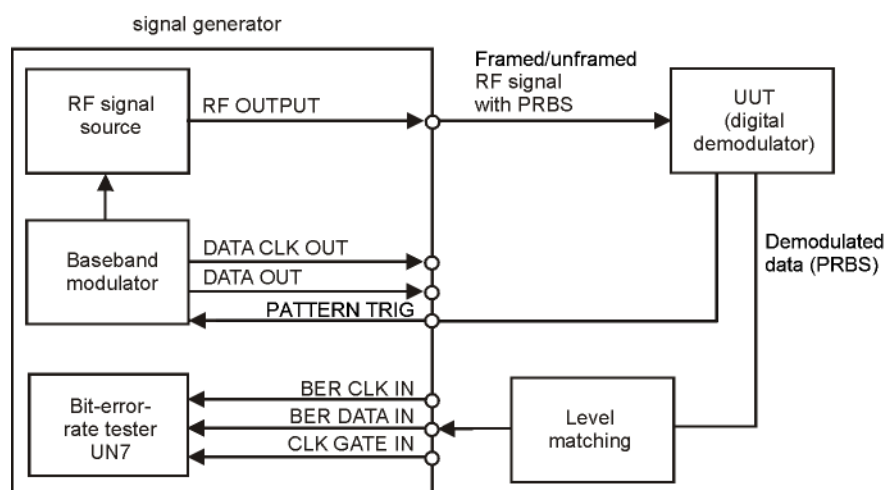 signal generator
RF signal
source
RF OUTPUT
Framed/unframed
RF signal
with PRBS
UUT
(digital
demodulator)
Baseband
modulator
DATA CLK OUT
DATA OUT
PATTERN TRIG
Demodulated
data (PRBS)
Bit-error-
rate tester
UN7
BER CLK IN
BER DATA IN
CLK GATE IN
Level
matching